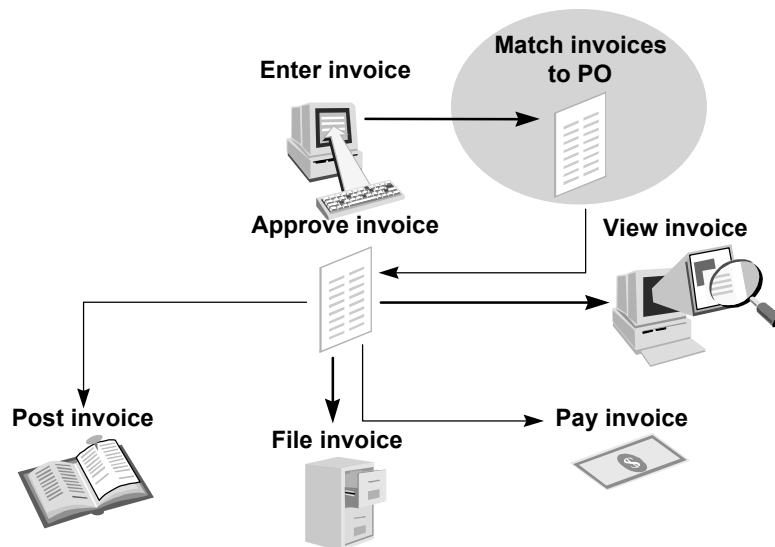 Match invoices
to PO
Enter invoice
Approve invoice
View invoice
Post invoice
File invoice
Pay invoice
$